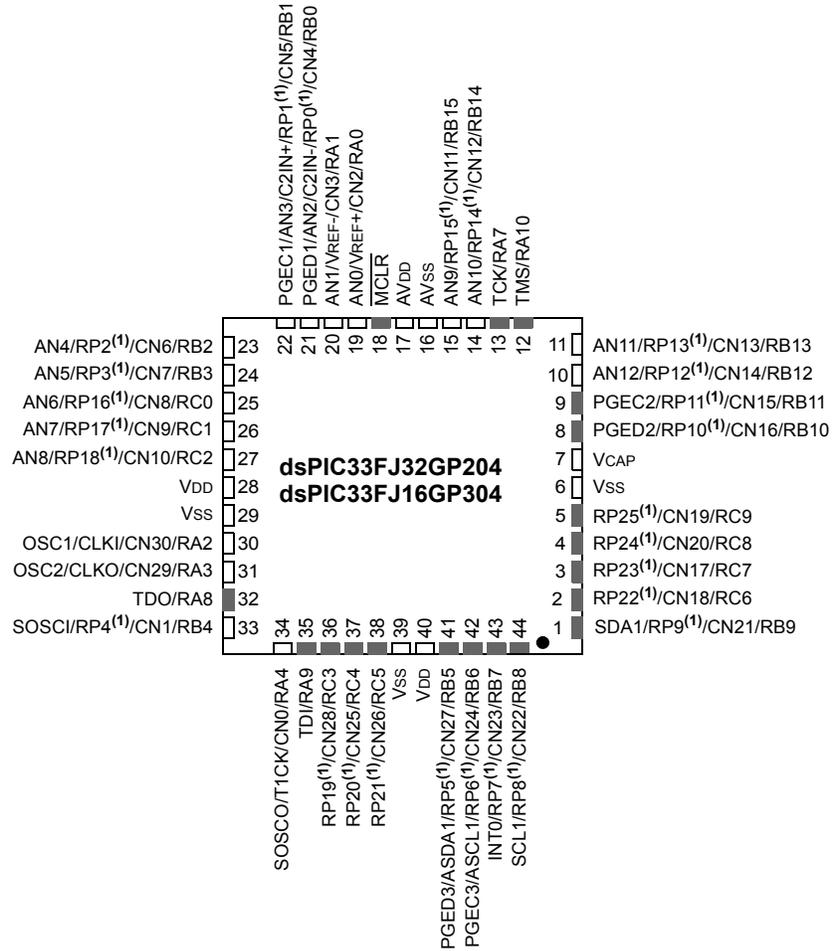 PGEC1/AN3/C2IN+/RP1(1)/CN5/RB1
PGED1/AN2/C2IN-/RP0(1)/CN4/RB0
AN1/VREF-/CN3/RA1
AN0/VREF+/CN2/RA0
MCLR
AVDD
AVSS
AN9/RP15(1)/CN11/RB15
AN10/RP14(1)/CN12/RB14
TCK/RA7
TMS/RA10
22 21 20 19 18 17 16 15 14 13 12
AN4/RP2(1)/CN6/RB2 23
AN5/RP3(1)/CN7/RB3 24
AN6/RP16(1)/CN8/RC0 25
AN7/RP17(1)/CN9/RC1 26
AN8/RP18(1)/CN10/RC2 27
VDD 28
VSS 29
OSC1/CLKI/CN30/RA2 30
OSC2/CLKO/CN29/RA3 31
TDO/RA8 32
SOSCI/RP4(1)/CN1/RB4 33
dsPIC33FJ32GP204
dsPIC33FJ16GP304
11 AN11/RP13(1)/CN13/RB13
10 AN12/RP12(1)/CN14/RB12
9 PGEC2/RP11(1)/CN15/RB11
8 PGED2/RP10(1)/CN16/RB10
7 VCAP
6 VSS
5 RP25(1)/CN19/RC9
4 RP24(1)/CN20/RC8
3 RP23(1)/CN17/RC7
2 RP22(1)/CN18/RC6
1 SDA1/RP9(1)/CN21/RB9
34 35 36 37 38 39 40 41 42 43 44
SOSCO/T1CK/CN0/RA4
TDI/RA9
RP19(1)/CN28/RC3
RP20(1)/CN25/RC4
RP21(1)/CN26/RC5
VSS
VDD
PGED3/ASDA1/RP5(1)/CN27/RB5
PGEC3/ASCL1/RP6(1)/CN24/RB6
INT0/RP7(1)/CN23/RB7
SCL1/RP8(1)/CN22/RB8